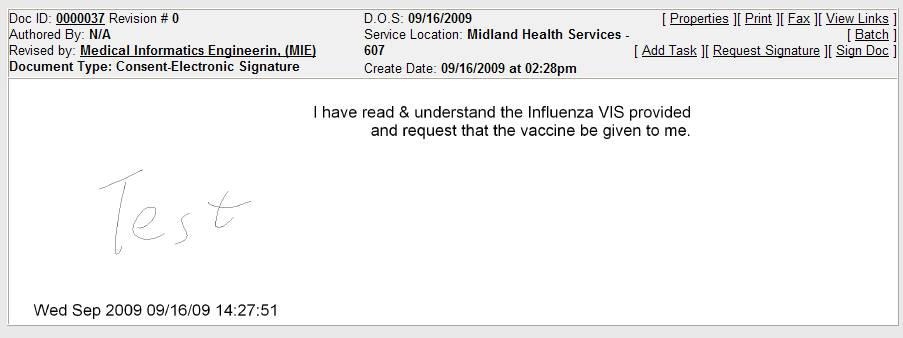 Doc ID: 0000037 Revision # 0
Authored By: N/A
Revised by: Medical Informatics Engineerin, (MIE)
Document Type: Consent-Electronic Signature
D.O.S: 09/16/2009
Service Location: Midland Health Services -
607
Create Date: 09/16/2009 at 02:28pm
[ Properties ][ Print ][ Fax ][ View Links ]
[ Batch ]
[ Add Task ][ Request Signature ][ Sign Doc ]
I have read & understand the Influenza VIS provided
and request that the vaccine be given to me.
Test
Wed Sep 2009 09/16/09 14:27:51